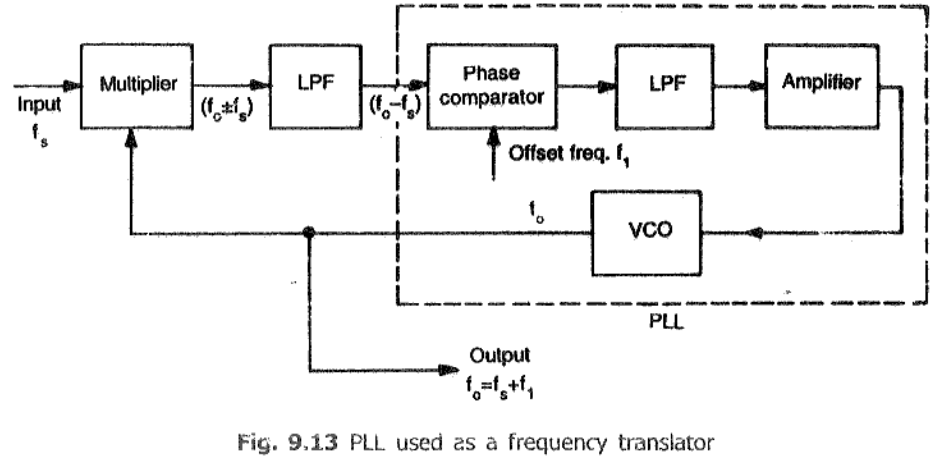 Input
f_s
Multiplier
(f_o±f_s)
LPF
(f_o−f_s)
Phase
comparator
Offset freq. f_1
LPF
Amplifier
VCO
f_o
PLL
Output
f_o=f_s+f_1
Fig. 9.13 PLL used as a frequency translator